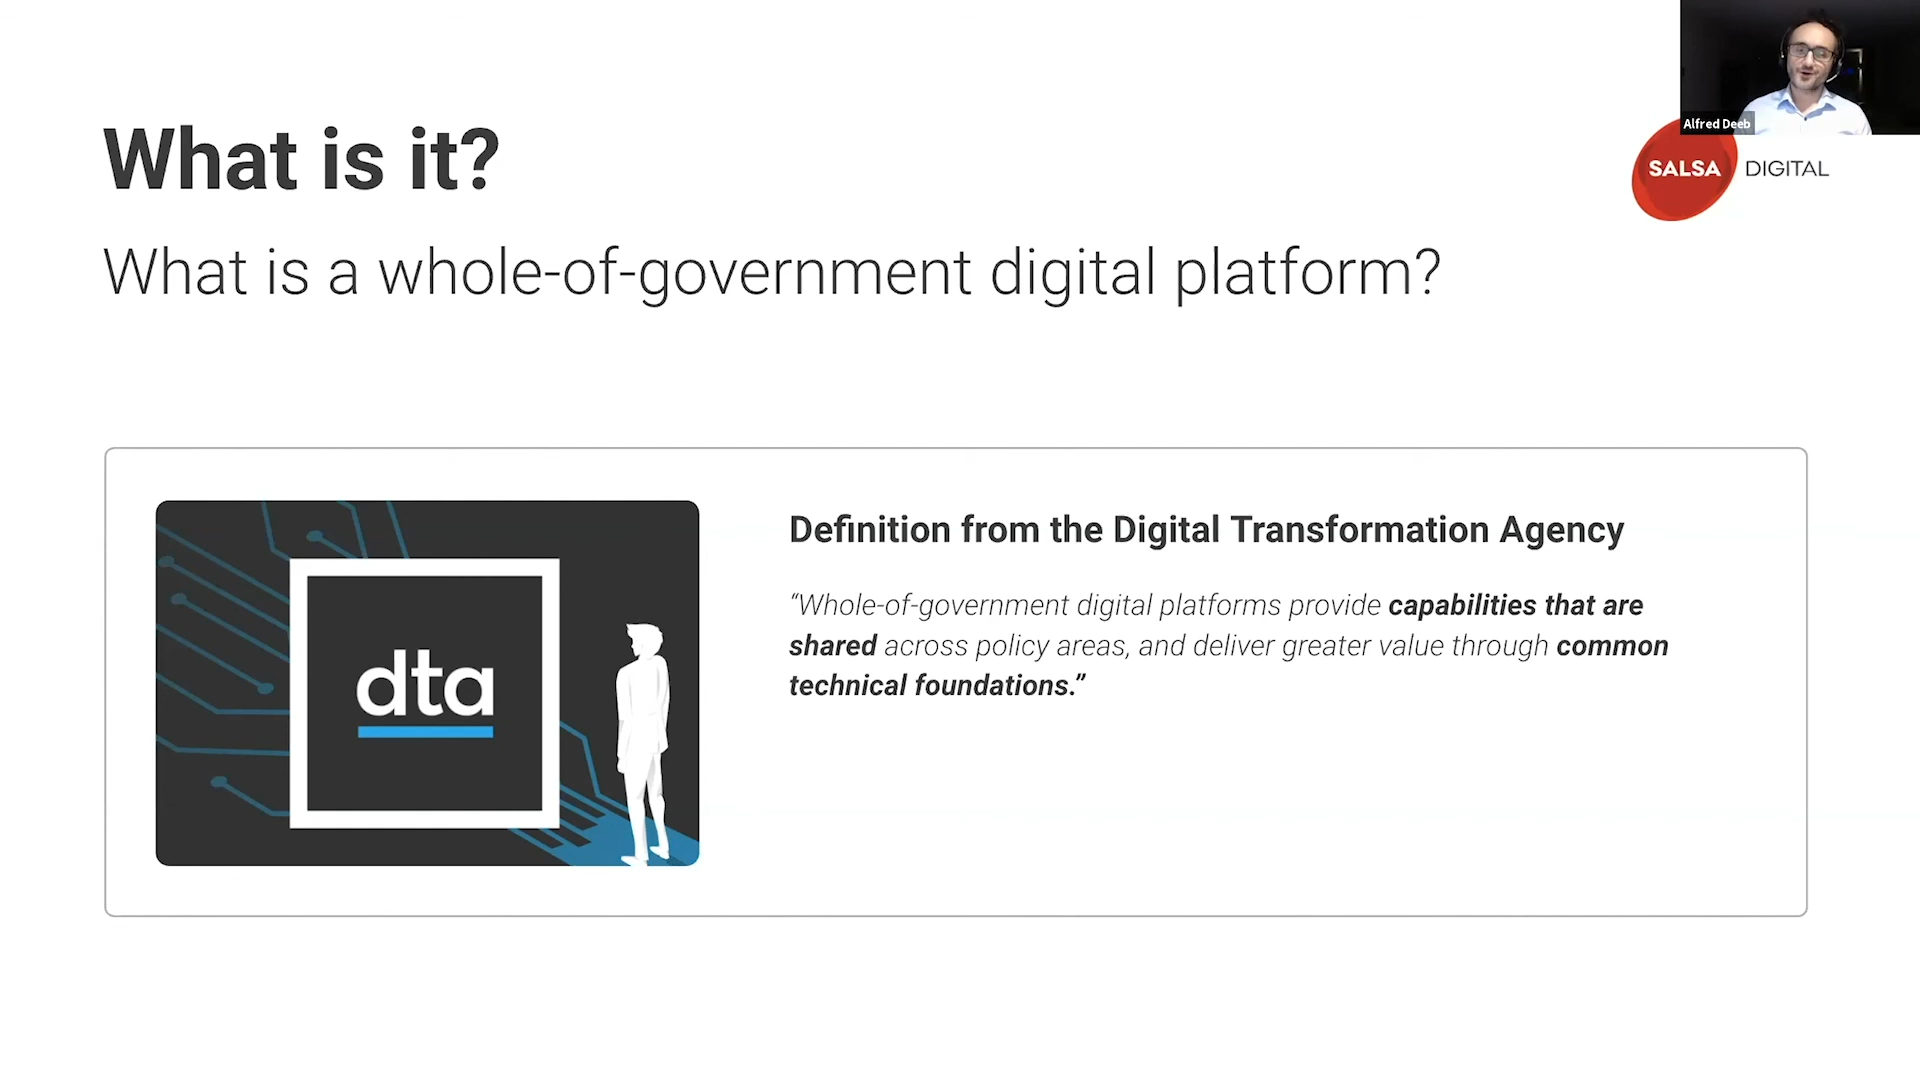 Alfred Deeb
SALSA DIGITAL
What is it?
What is a whole-of-government digital platform?
dta
Definition from the Digital Transformation Agency
“Whole-of-government digital platforms provide capabilities that are
shared across policy areas, and deliver greater value through common
technical foundations.”